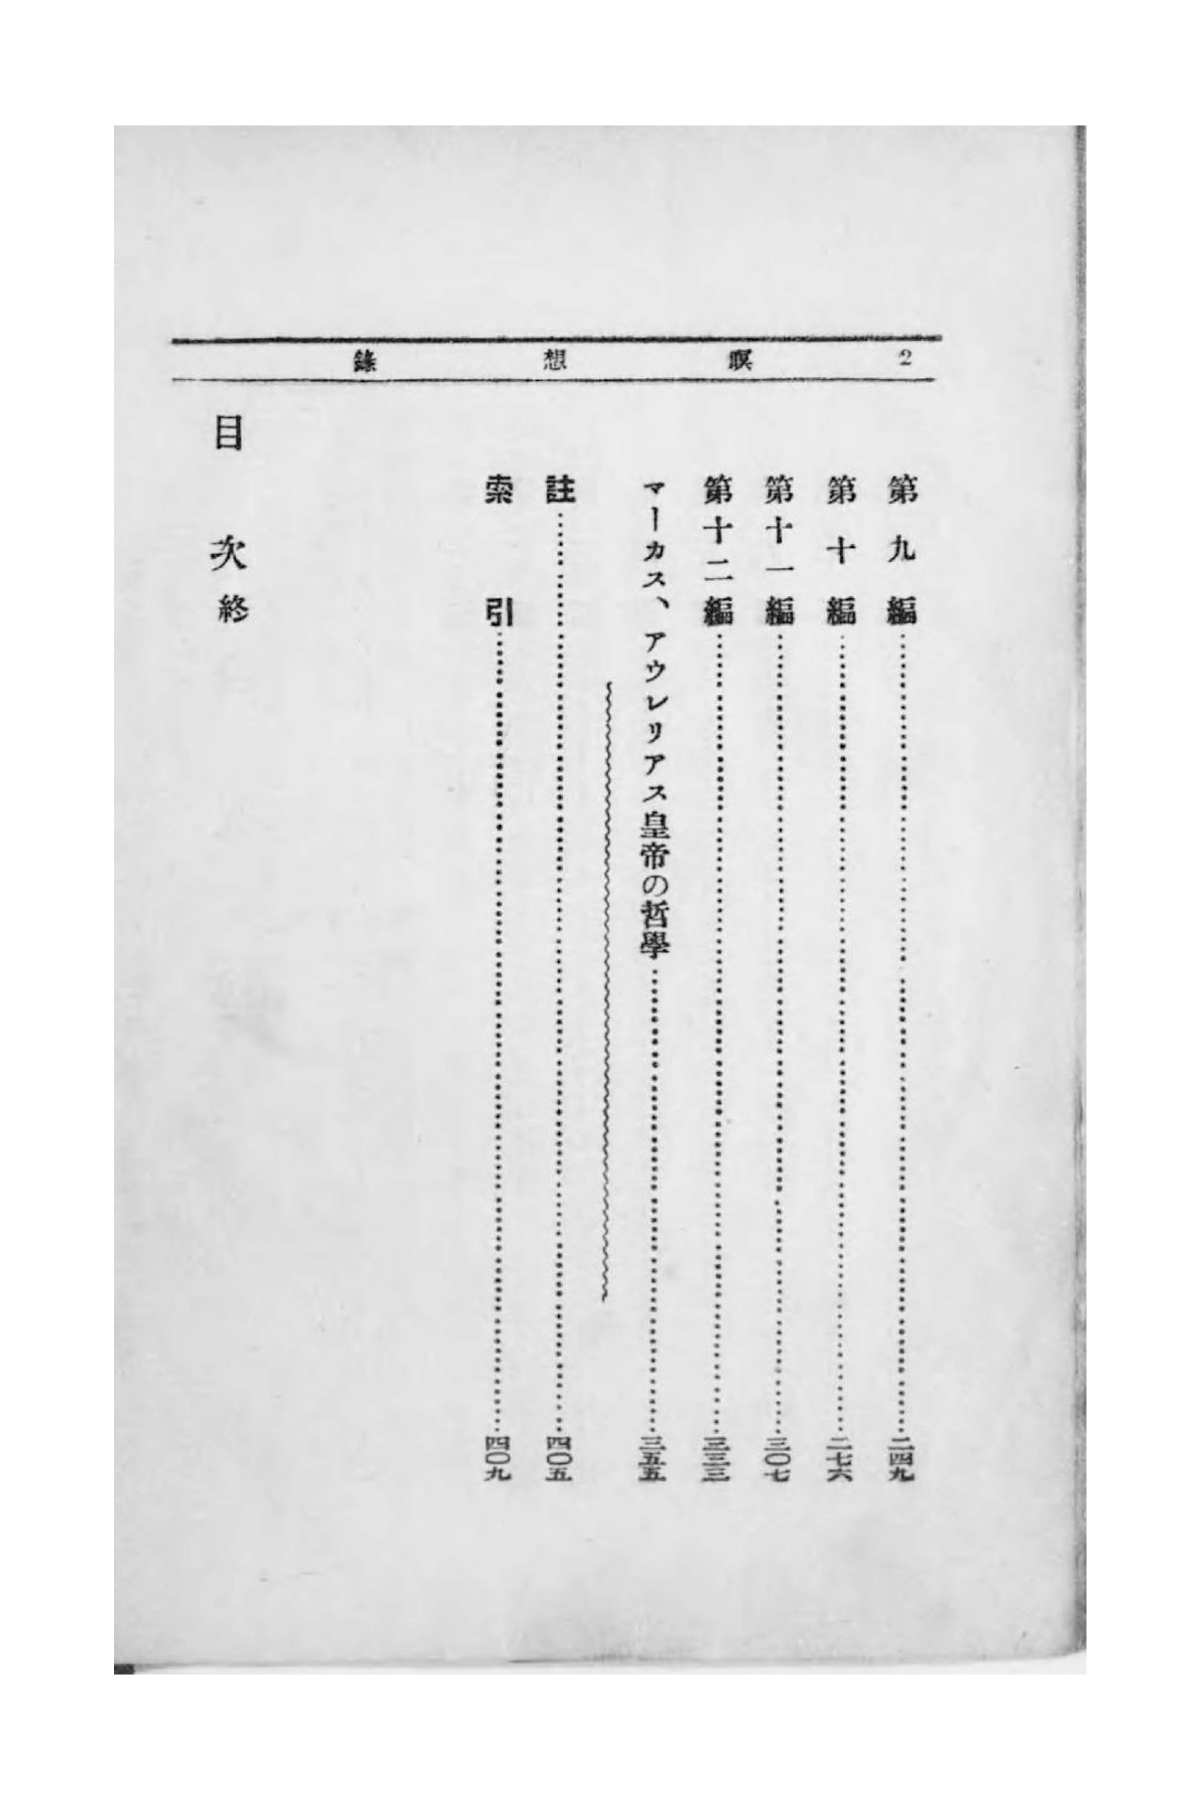 2 瞑想錄
第九編……二四九
第十編……二七六
第十一編……三〇七
第十二編……三三三
マーカス、アウレリアス皇帝の哲學……三五五
註……四〇五
索引……四〇九
目次終